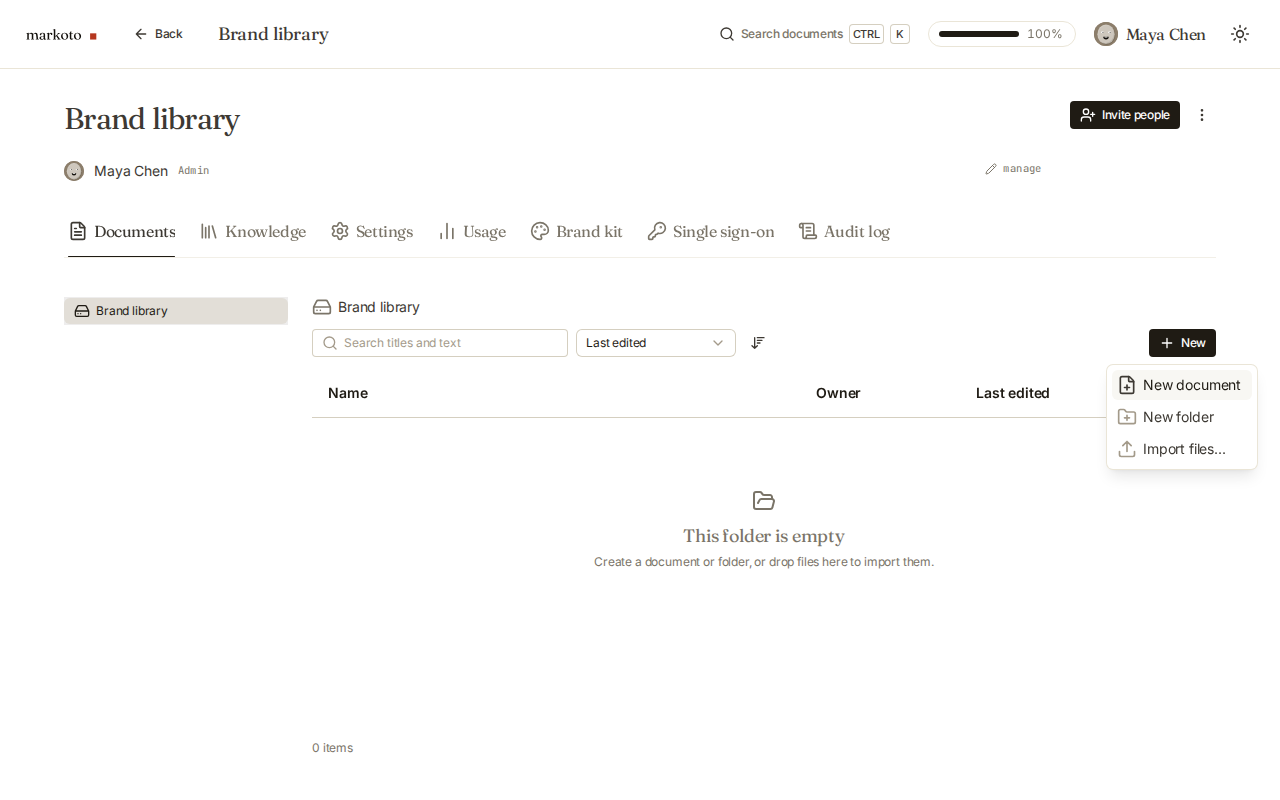 markoto
Back
Brand library
Search documents CTRL K
100%
Maya Chen
Brand library
Invite people
Maya Chen Admin
manage
Documents
Knowledge
Settings
Usage
Brand kit
Single sign-on
Audit log
Brand library
Brand library
Search titles and text
Last edited
New
Name
Owner
Last edited
New document
New folder
Import files...
This folder is empty
Create a document or folder, or drop files here to import them.
0 items